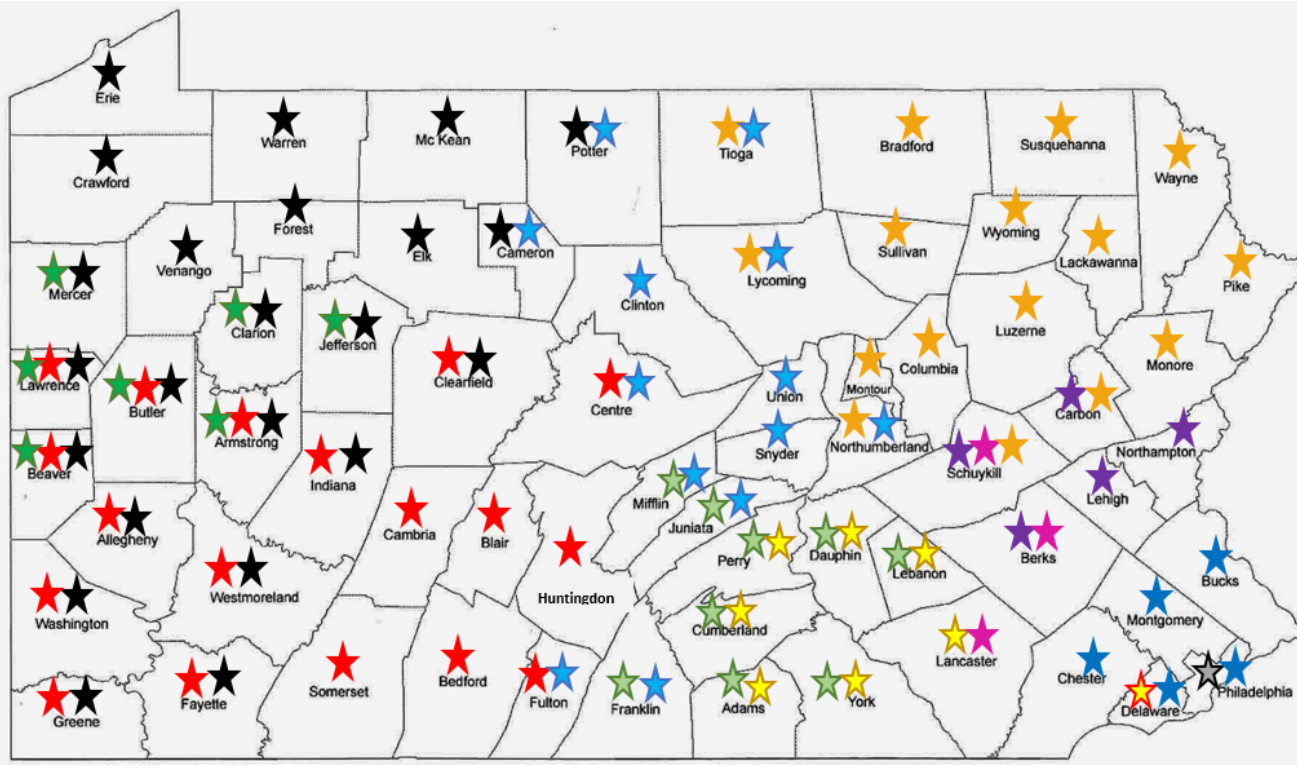 Erie
Warren
Mc Kean
Potter
Tioga
Bradford
Susquehanna
Wayne
Crawford
Forest
Elk
Cameron
Wyoming
Sullivan
Lackawanna
Venango
Mercer
Clarion
Jefferson
Clinton
Lycoming
Luzerne
Pike
Lawrence
Butler
Clearfield
Centre
Union
Montour
Columbia
Monore
Carbon
Armstrong
Beaver
Indiana
Snyder
Northumberland
Schuykill
Northampton
Lehigh
Allegheny
Cambria
Blair
Mifflin
Juniata
Perry
Dauphin
Lebanon
Berks
Bucks
Washington
Westmoreland
Huntingdon
Cumberland
Lancaster
Montgomery
Greene
Fayette
Somerset
Bedford
Fulton
Franklin
Adams
York
Chester
Delaware
Philadelphia